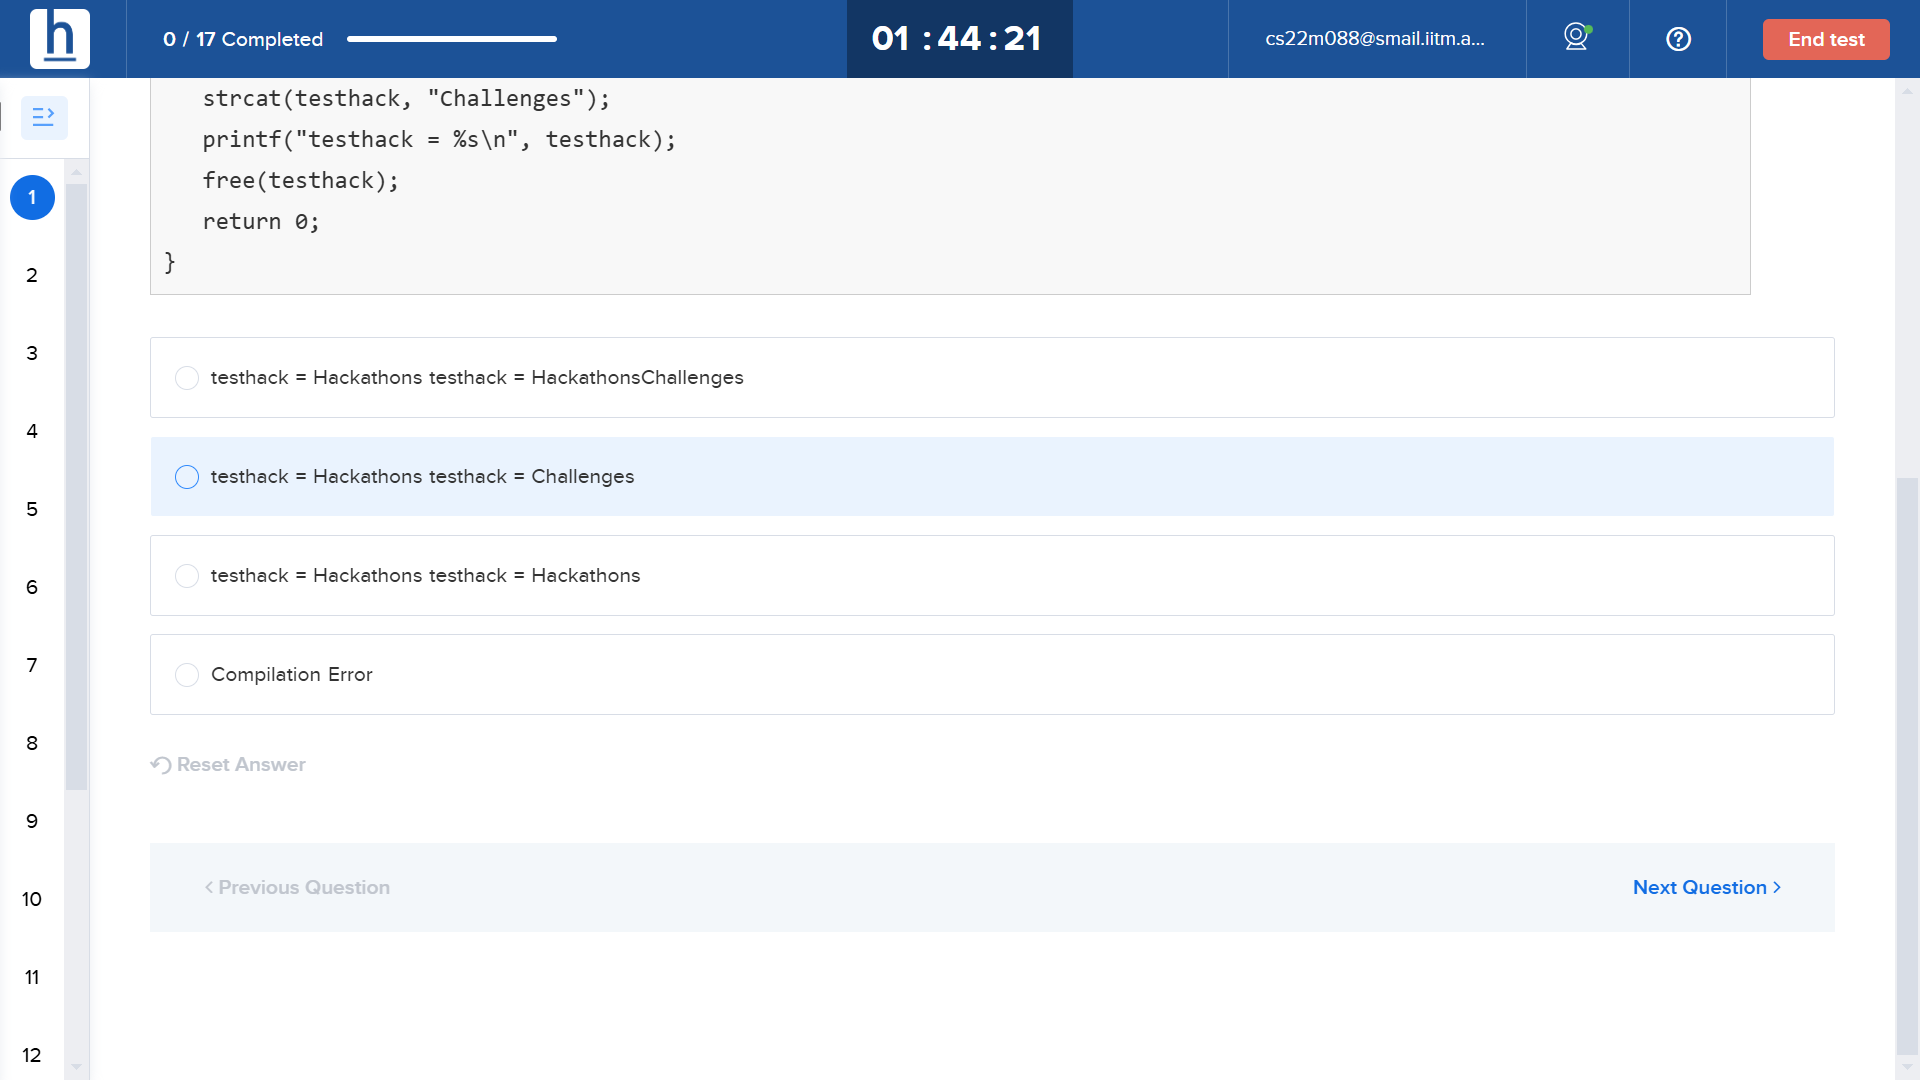 h
0 / 17 Completed
01 : 44 : 21
cs22m088@smail.iitm.a...
End test
strcat(testhack, "Challenges");
printf("testhack = %s\n", testhack);
free(testhack);
return 0;
}
1
2
3
4
5
6
7
8
9
10
11
12
testhack = Hackathons testhack = HackathonsChallenges
testhack = Hackathons testhack = Challenges
testhack = Hackathons testhack = Hackathons
Compilation Error
Reset Answer
< Previous Question
Next Question >